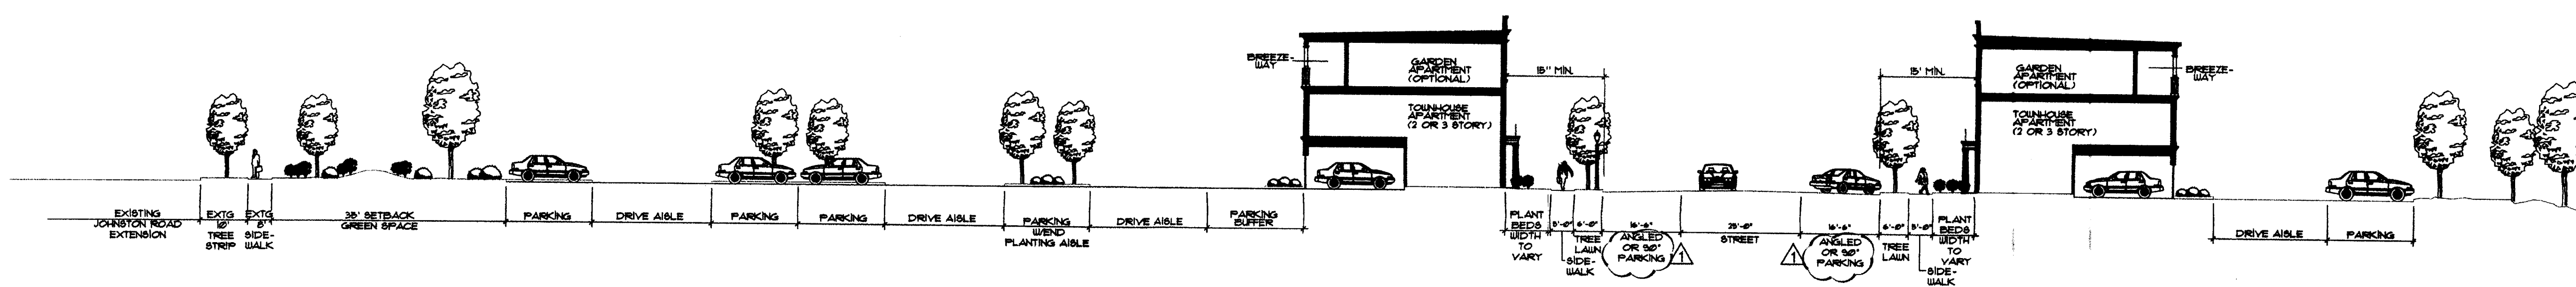 BREEZE-
WAY
GARDEN
APARTMENT
(OPTIONAL)
TOWNHOUSE
APARTMENT
(2 OR 3 STORY)
15" MIN.
15' MIN.
GARDEN
APARTMENT
(OPTIONAL)
TOWNHOUSE
APARTMENT
(2 OR 3 STORY)
BREEZE-
WAY
EXISTING
JOHNSTON ROAD
EXTENSION
EXTG
10'
TREE
STRIP
EXTG
8'
SIDE-
WALK
35' SETBACK
GREEN SPACE
PARKING
DRIVE AISLE
PARKING
PARKING
DRIVE AISLE
PARKING
W/END
PLANTING AISLE
DRIVE AISLE
PARKING
BUFFER
PLANT
BEDS
WIDTH
TO
VARY
5'-0"
SIDE-
WALK
6'-0"
TREE
LAWN
16'-6"
ANGLED
OR 90°
PARKING
1
25'-0"
STREET
1
16'-6"
ANGLED
OR 90°
PARKING
6'-0"
TREE
LAWN
5'-0"
SIDE-
WALK
PLANT
BEDS
WIDTH
TO
VARY
DRIVE AISLE
PARKING